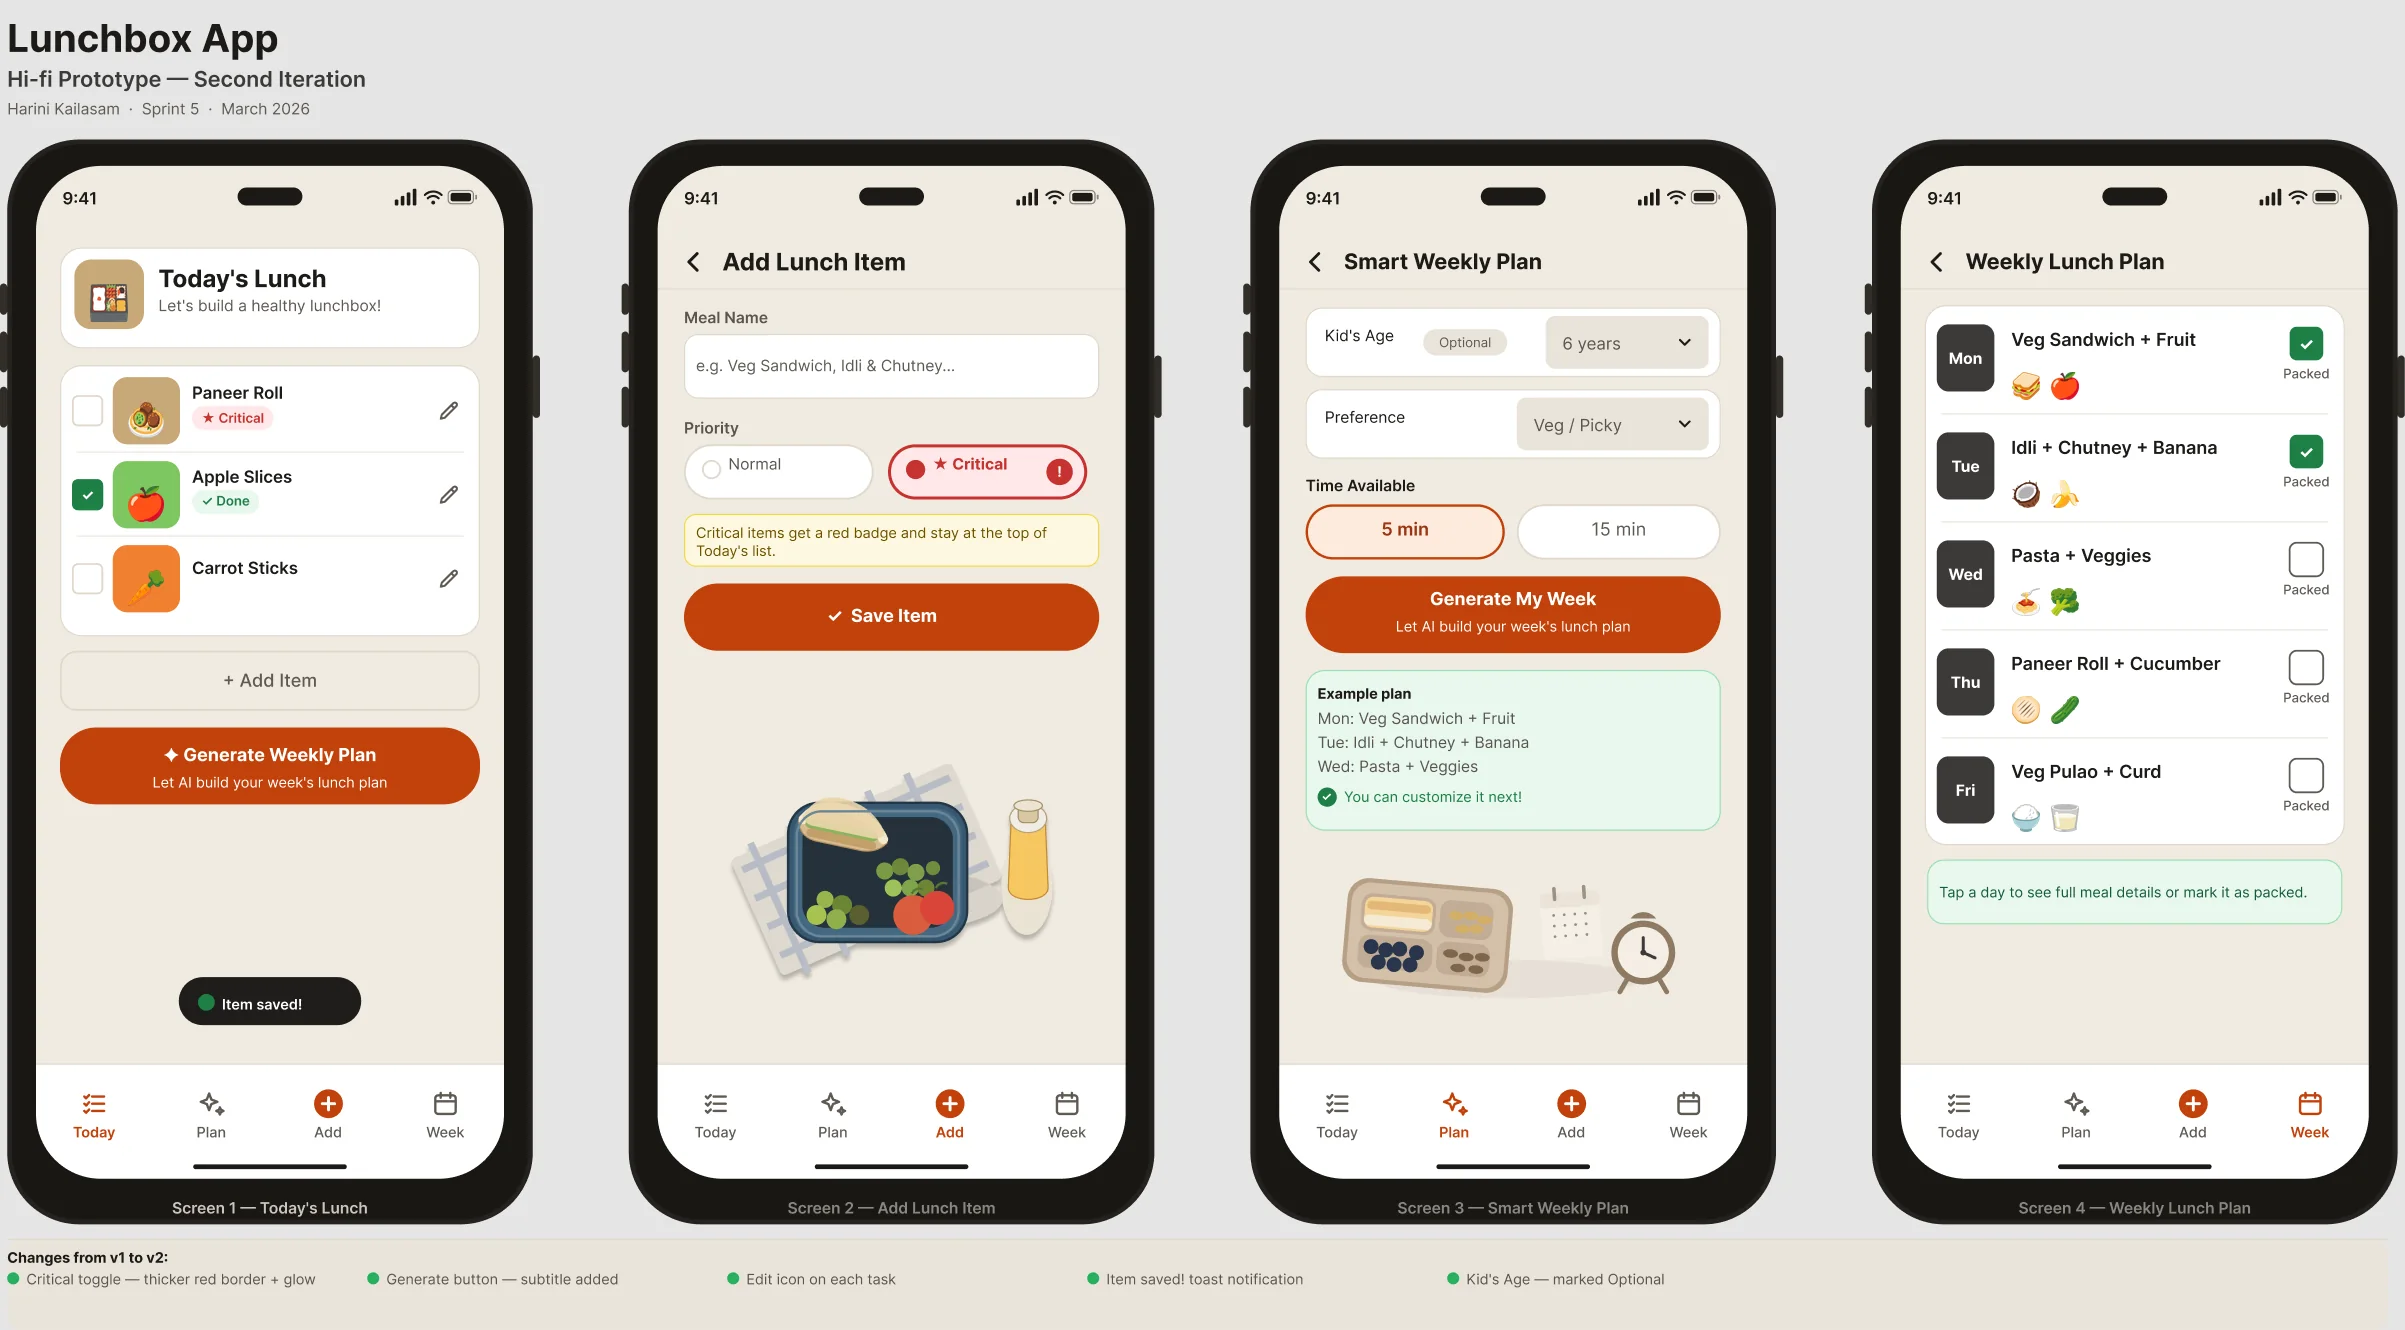 Lunchbox App
Hi-fi Prototype — Second Iteration
Harini Kailasam · Sprint 5 · March 2026
9:41
Today's Lunch
Let's build a healthy lunchbox!
Paneer Roll
★ Critical
Apple Slices
✓ Done
Carrot Sticks
+ Add Item
✦ Generate Weekly Plan
Let AI build your week's lunch plan
Item saved!
Today
Plan
Add
Week
Screen 1 — Today's Lunch
9:41
Add Lunch Item
Meal Name
e.g. Veg Sandwich, Idli & Chutney...
Priority
Normal
★ Critical
!
Critical items get a red badge and stay at the top of
Today's list.
✓ Save Item
Today
Plan
Add
Week
Screen 2 — Add Lunch Item
9:41
Smart Weekly Plan
Kid's Age
Optional
6 years
Preference
Veg / Picky
Time Available
5 min
15 min
Generate My Week
Let AI build your week's lunch plan
Example plan
Mon: Veg Sandwich + Fruit
Tue: Idli + Chutney + Banana
Wed: Pasta + Veggies
You can customize it next!
Today
Plan
Add
Week
Screen 3 — Smart Weekly Plan
9:41
Weekly Lunch Plan
Mon
Veg Sandwich + Fruit
Packed
Tue
Idli + Chutney + Banana
Packed
Wed
Pasta + Veggies
Packed
Thu
Paneer Roll + Cucumber
Packed
Fri
Veg Pulao + Curd
Packed
Tap a day to see full meal details or mark it as packed.
Today
Plan
Add
Week
Screen 4 — Weekly Lunch Plan
Changes from v1 to v2:
Critical toggle — thicker red border + glow
Generate button — subtitle added
Edit icon on each task
Item saved! toast notification
Kid's Age — marked Optional